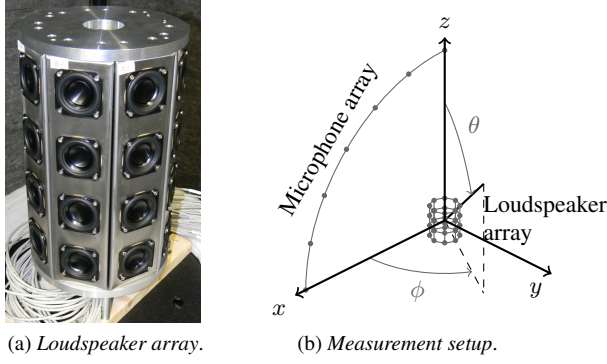 z
Microphone array
θ
Loudspeaker
array
x
ϕ
y
(a) Loudspeaker array.
(b) Measurement setup.